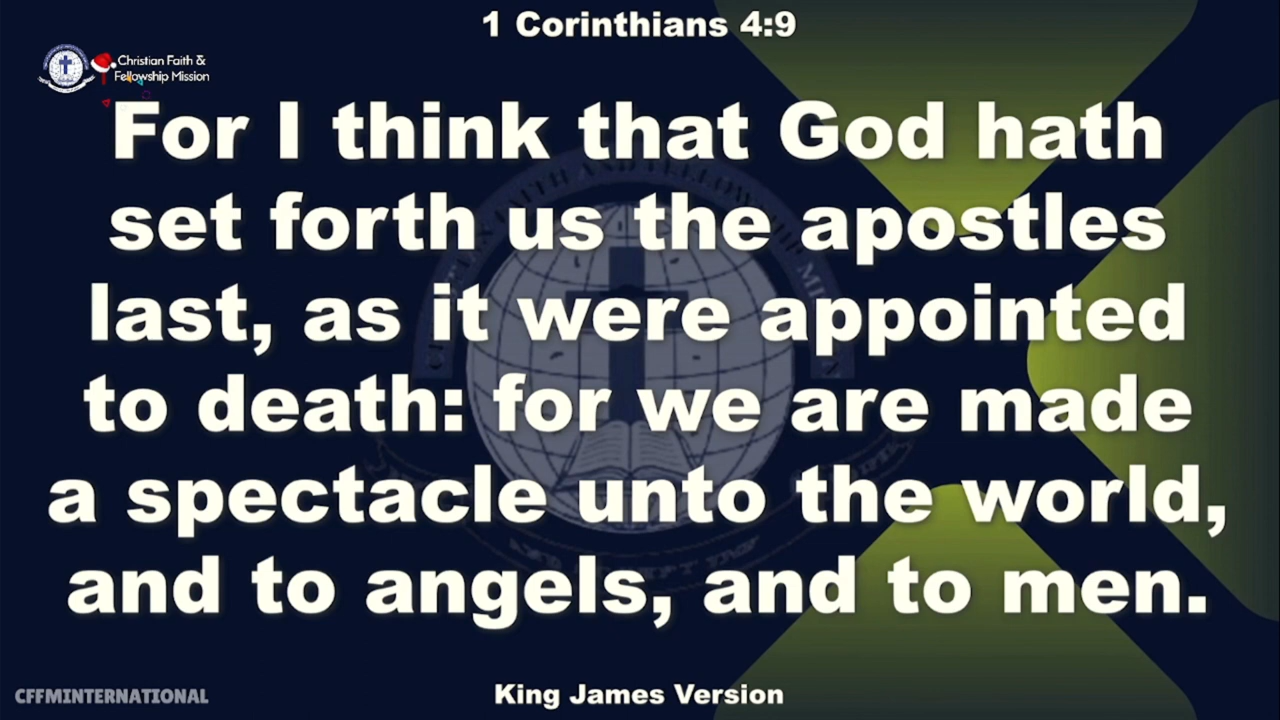 1 Corinthians 4:9
Christian Faith &
Fellowship Mission
For I think that God hath
set forth us the apostles
last, as it were appointed
to death: for we are made
a spectacle unto the world,
and to angels, and to men.
King James Version
CFFMINTERNATIONAL